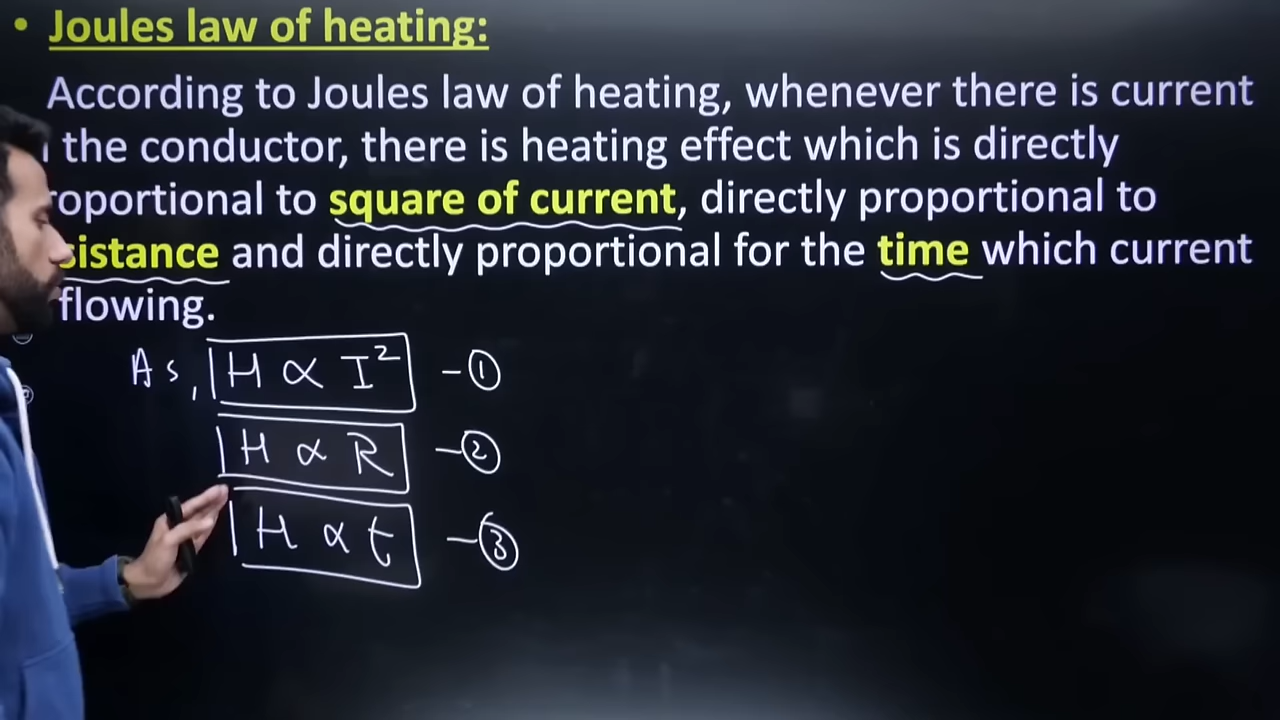 • Joules law of heating:
According to Joules law of heating, whenever there is current
the conductor, there is heating effect which is directly
roportional to square of current, directly proportional to
sistance and directly proportional for the time which current
flowing.
As, H ∝ I² -①
H ∝ R -②
H ∝ t -③